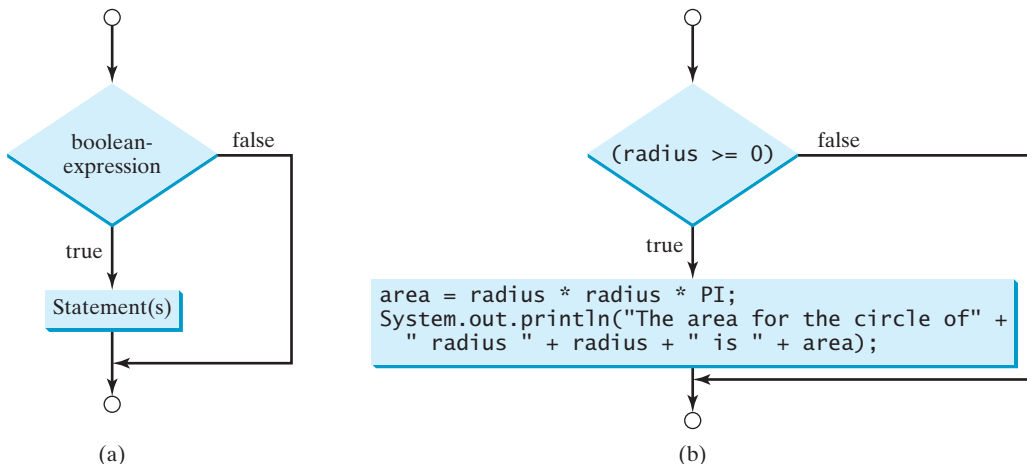 boolean-
expression
false
true
Statement(s)
(a)
(radius >= 0)
false
true
area = radius * radius * PI;
System.out.println("The area for the circle of" +
" radius " + radius + " is " + area);
(b)